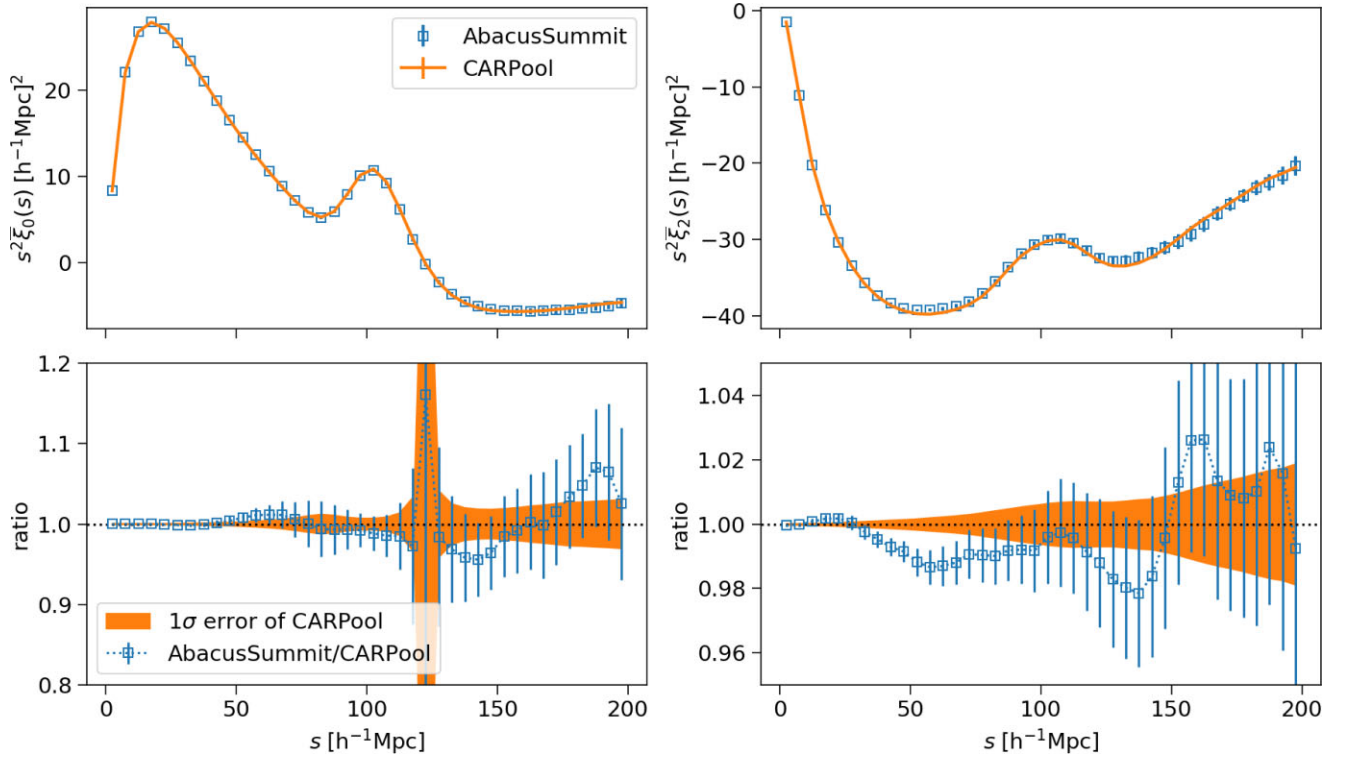 s²ξ̅₀(s) [h⁻¹Mpc]²
20
10
0
AbacusSummit
CARPool
s²ξ̅₂(s) [h⁻¹Mpc]²
0
−10
−20
−30
−40
ratio
1.2
1.1
1.0
0.9
0.8
1σ error of CARPool
AbacusSummit/CARPool
0 50 100 150 200
s [h⁻¹Mpc]
ratio
1.04
1.02
1.00
0.98
0.96
0 50 100 150 200
s [h⁻¹Mpc]